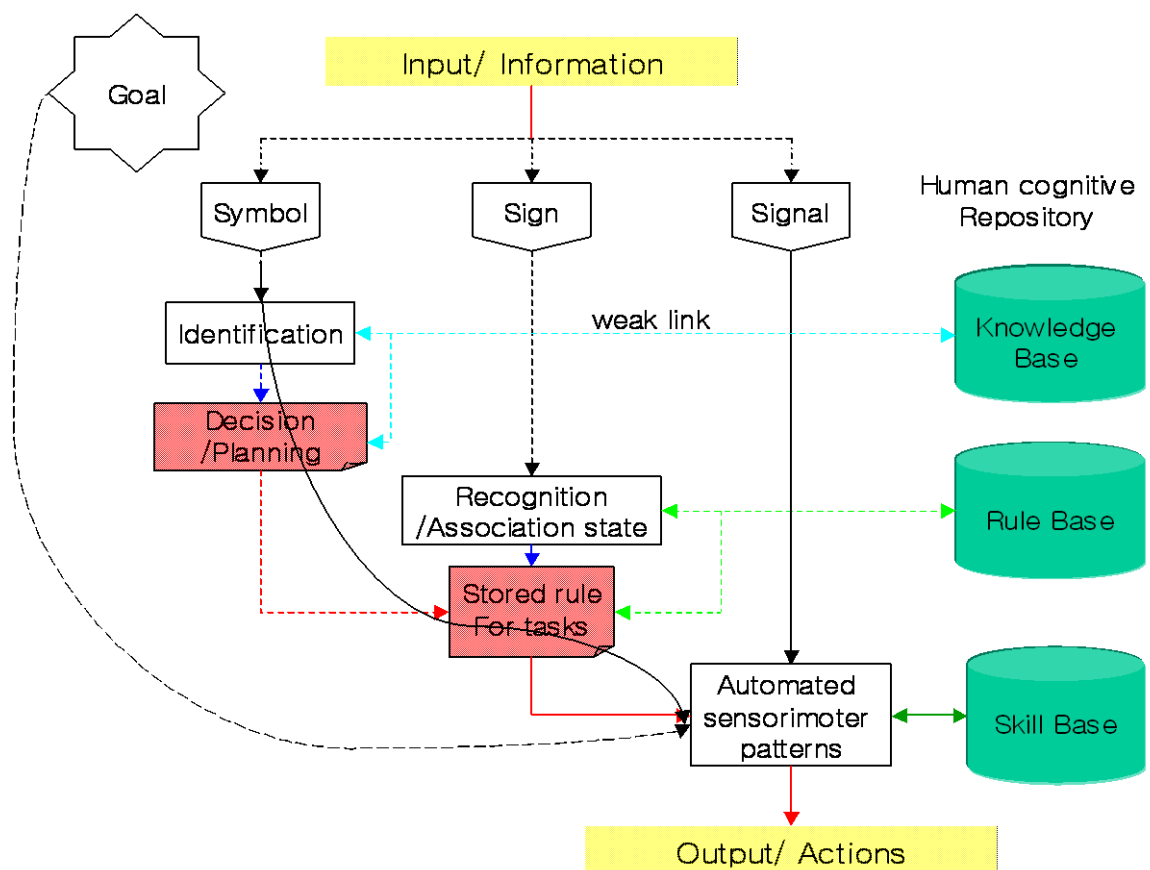 Goal
Input/ Information
Symbol
Sign
Signal
Human cognitive
Repository
Identification
weak link
Knowledge
Base
Decision
/Planning
Recognition
/Association state
Rule Base
Stored rule
For tasks
Automated
sensorimoter
patterns
Skill Base
Output/ Actions